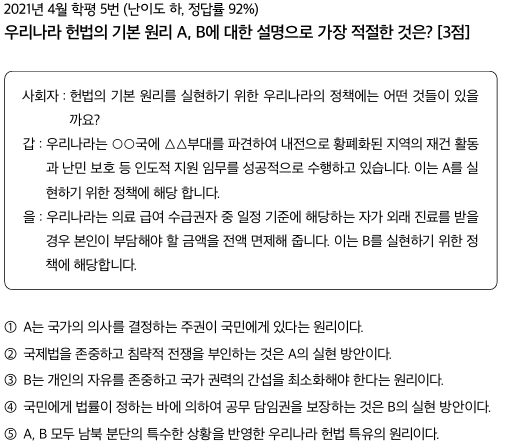 2021년 4월 학평 5번 (난이도 하, 정답률 92%)
우리나라 헌법의 기본 원리 A, B에 대한 설명으로 가장 적절한 것은? [3점]
사회자 : 헌법의 기본 원리를 실현하기 위한 우리나라의 정책에는 어떤 것들이 있을
까요?
갑 : 우리나라는 ○○국에 △△부대를 파견하여 내전으로 황폐화된 지역의 재건 활동
과 난민 보호 등 인도적 지원 임무를 성공적으로 수행하고 있습니다. 이는 A를 실
현하기 위한 정책에 해당 합니다.
을 : 우리나라는 의료 급여 수급권자 중 일정 기준에 해당하는 자가 외래 진료를 받을
경우 본인이 부담해야 할 금액을 전액 면제해 줍니다. 이는 B를 실현하기 위한 정
책에 해당합니다.
① A는 국가의 의사를 결정하는 주권이 국민에게 있다는 원리이다.
② 국제법을 존중하고 침략적 전쟁을 부인하는 것은 A의 실현 방안이다.
③ B는 개인의 자유를 존중하고 국가 권력의 간섭을 최소화해야 한다는 원리이다.
④ 국민에게 법률이 정하는 바에 의하여 공무 담임권을 보장하는 것은 B의 실현 방안이다.
⑤ A, B 모두 남북 분단의 특수한 상황을 반영한 우리나라 헌법 특유의 원리이다.